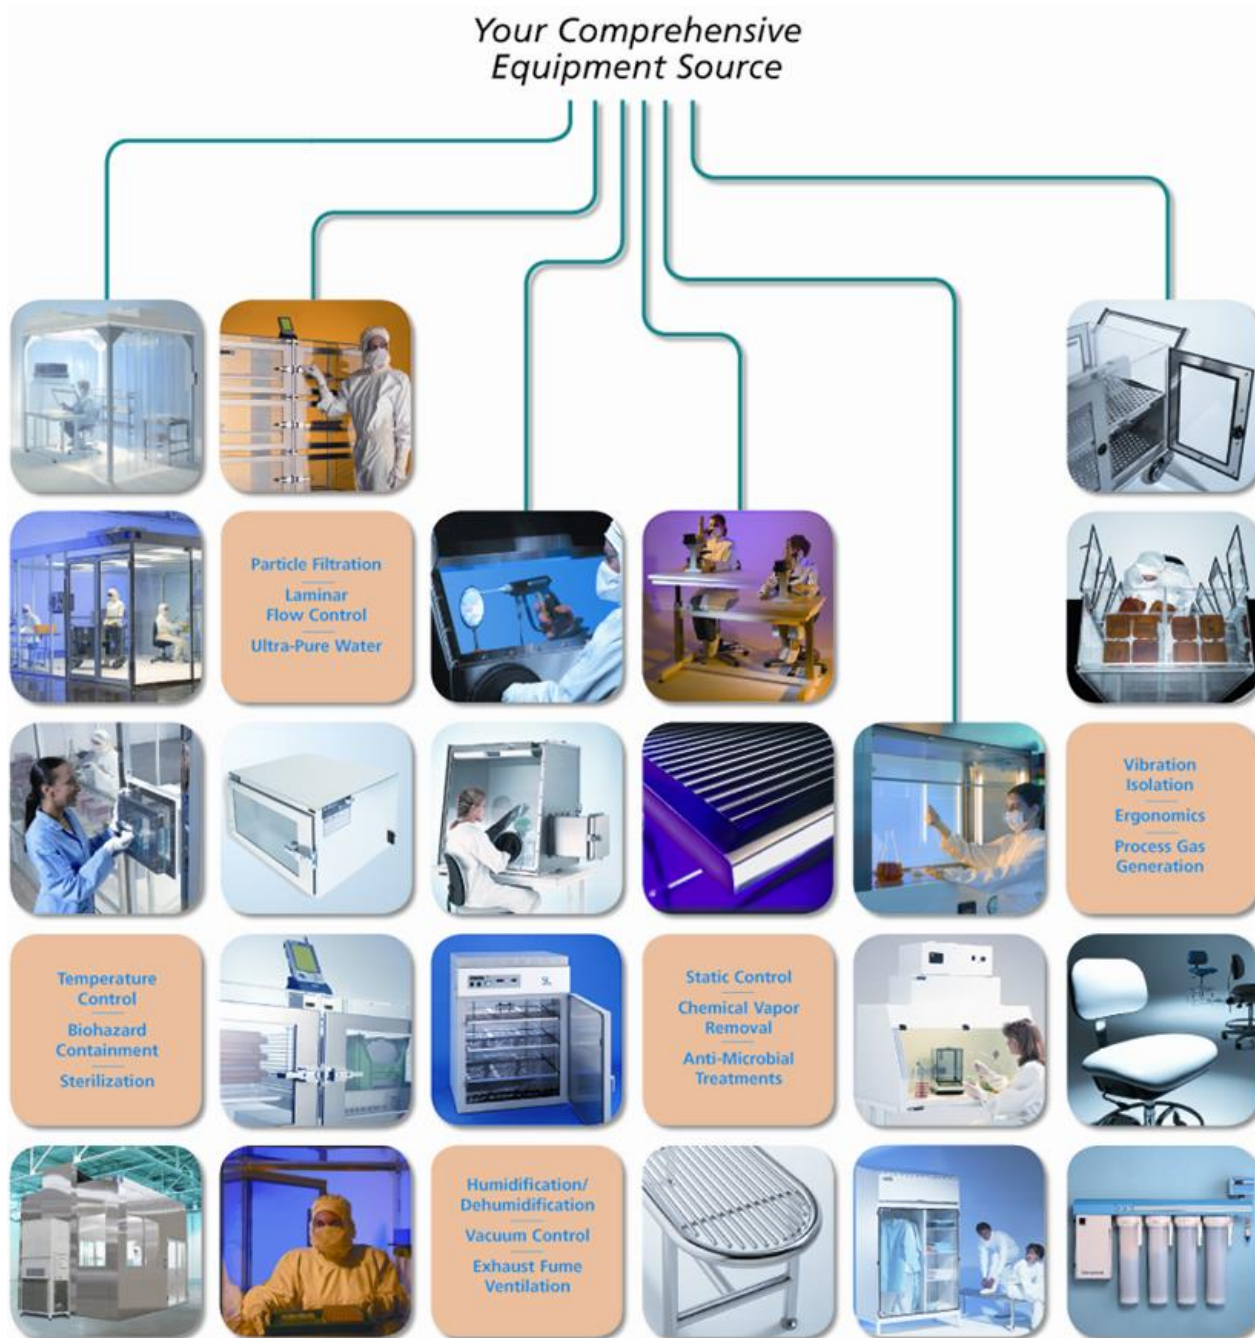 Your Comprehensive
Equipment Source
Particle Filtration
Laminar
Flow Control
Ultra-Pure Water
Vibration
Isolation
Ergonomics
Process Gas
Generation
Temperature
Control
Biohazard
Containment
Sterilization
Static Control
Chemical Vapor
Removal
Anti-Microbial
Treatments
Humidification/
Dehumidification
Vacuum Control
Exhaust Fume
Ventilation